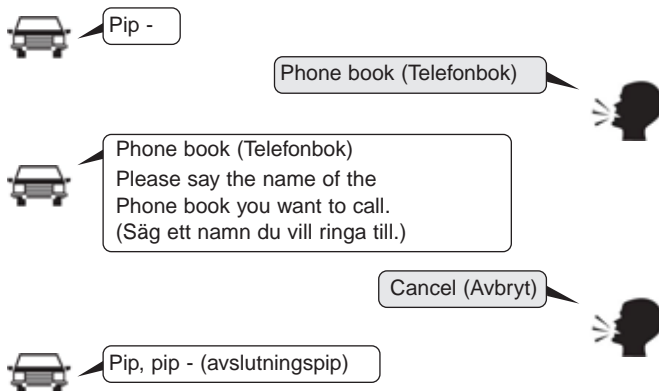 Pip -
Phone book (Telefonbok)
Phone book (Telefonbok)
Please say the name of the
Phone book you want to call.
(Säg ett namn du vill ringa till.)
Cancel (Avbryt)
Pip, pip - (avslutningspip)